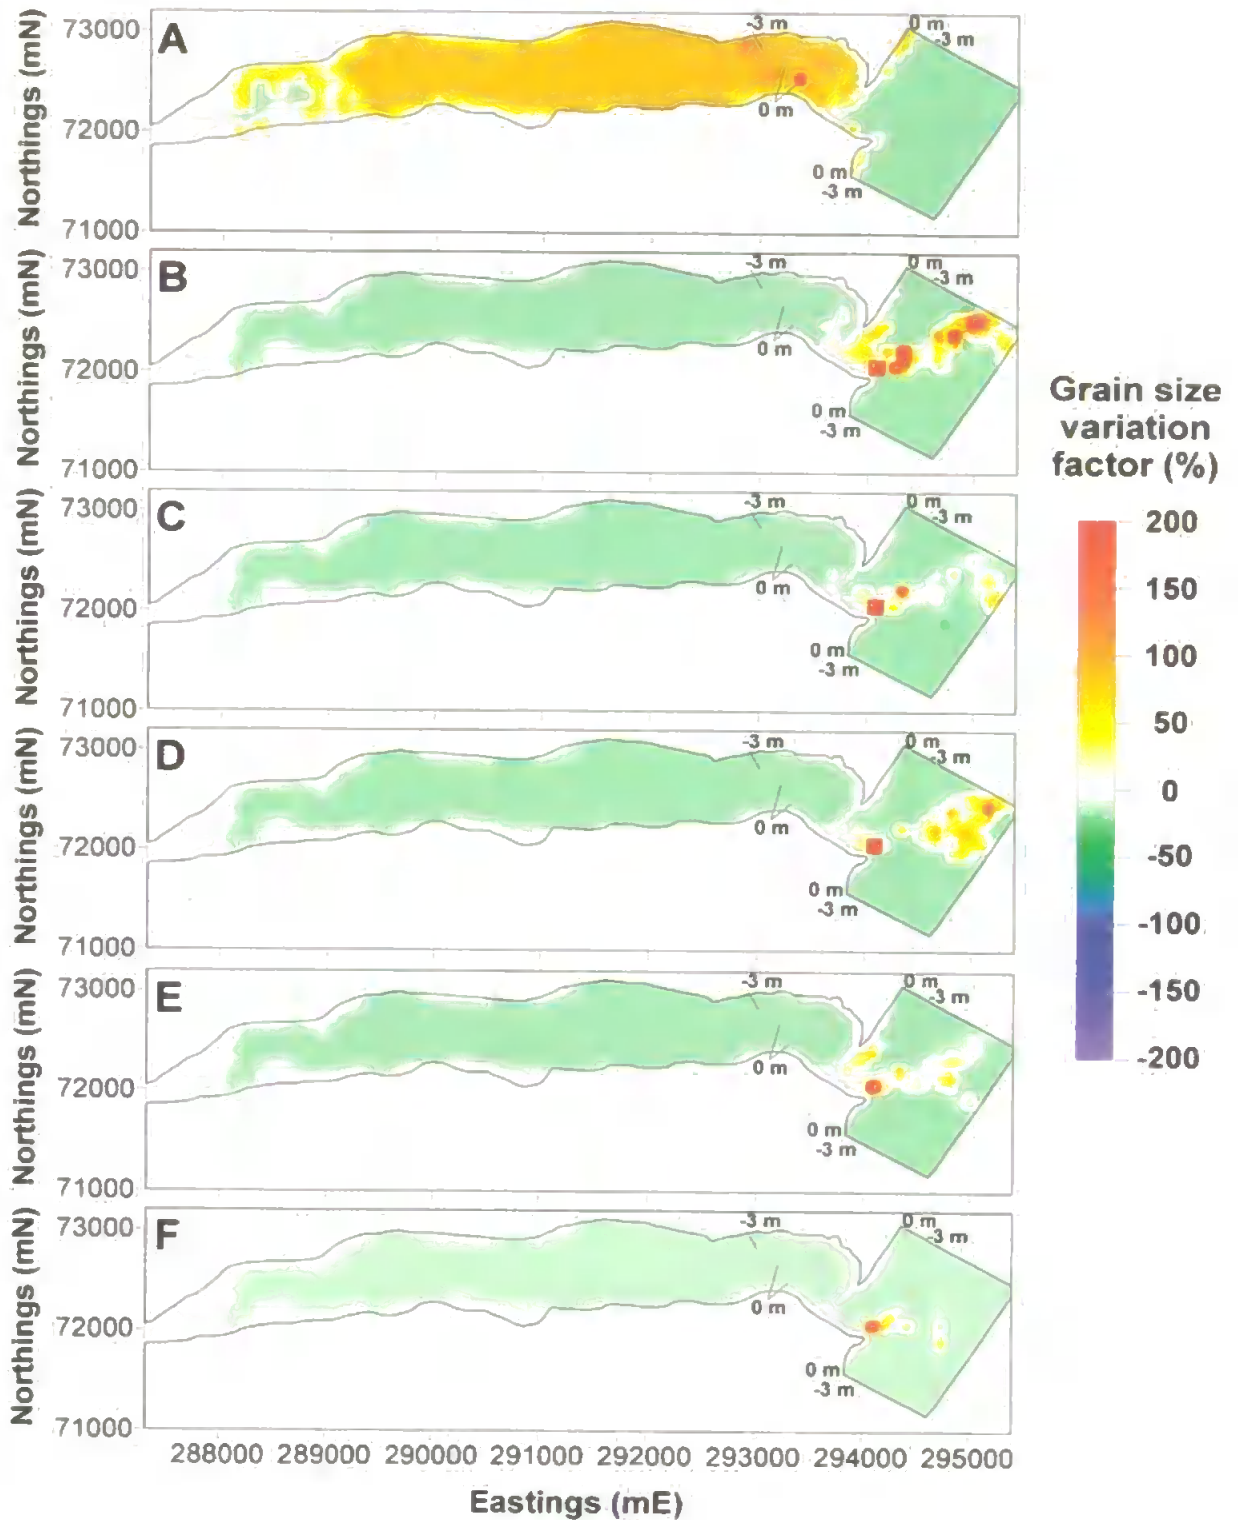 Northings (mN)
73000
72000
71000
A
-3 m
0 m
0 m
-3 m
0 m
-3 m
Northings (mN)
73000
72000
71000
B
-3 m
0 m
0 m
-3 m
0 m
-3 m
Northings (mN)
73000
72000
71000
C
-3 m
0 m
0 m
-3 m
0 m
-3 m
Northings (mN)
73000
72000
71000
D
-3 m
0 m
0 m
-3 m
0 m
-3 m
Northings (mN)
73000
72000
71000
E
-3 m
0 m
0 m
-3 m
0 m
-3 m
Northings (mN)
73000
72000
71000
F
-3 m
0 m
0 m
-3 m
0 m
-3 m
288000 289000 290000 291000 292000 293000 294000 295000
Eastings (mE)
Grain size
variation
factor (%)
200
150
100
50
0
-50
-100
-150
-200